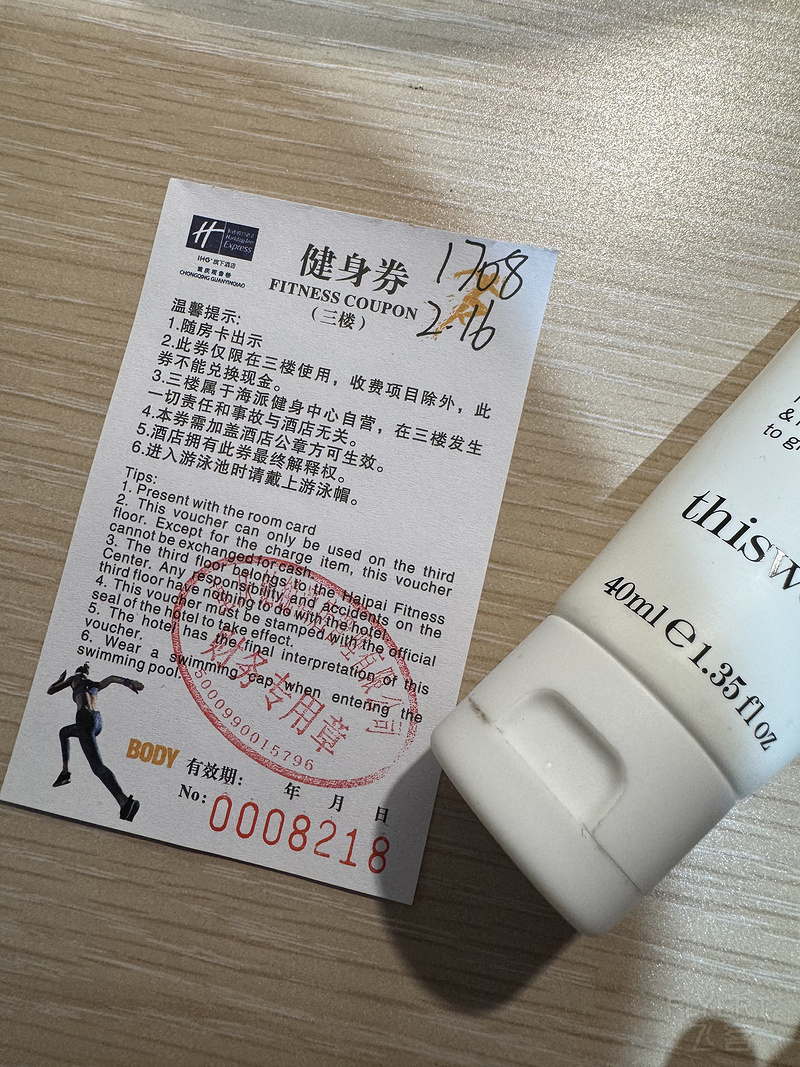 Holiday Inn
Express
IHG®旗下酒店
重庆观音桥
CHONGQING GUANYINQIAO
健身券
FITNESS COUPON
(三楼)
1708
2.16
温馨提示:
1.随房卡出示
2.此券仅限在三楼使用，收费项目除外，此
券不能兑换现金。
3.三楼属于海派健身中心自营，在三楼发生
一切责任和事故与酒店无关。
4.本券需加盖酒店公章方可生效。
5.酒店拥有此券最终解释权。
6.进入游泳池时请戴上游泳帽。
Tips:
1. Present with the room card
2. This voucher can only be used on the third
floor. Except for the charge item, this voucher
cannot be exchanged for cash.
3. The third floor belongs to the Haipai Fitness
Center. Any responsibility and accidents on the
third floor have nothing to do with the hotel.
4. This voucher must be stamped with the official
seal of the hotel to take effect.
5. The hotel has the final interpretation of this
voucher.
6. Wear a swimming cap when entering the
swimming pool.
有限公司
财务专用章
5000990015796
BODY
有效期: 年 月 日
No: 0008218
to gr
thisw
40ml e 1.35 fl oz